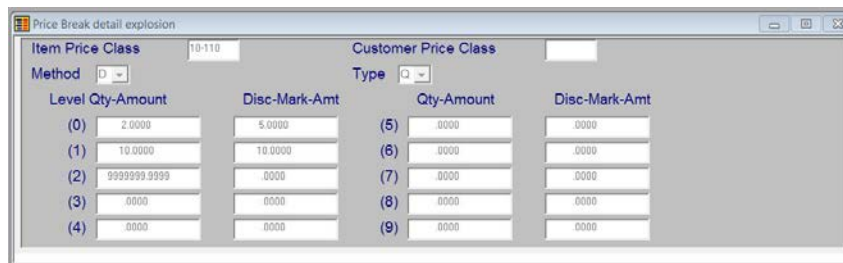 Price Break detail explosion
Item Price Class 10-110 Customer Price Class
Method D Type Q
Level Qty-Amount Disc-Mark-Amt Qty-Amount Disc-Mark-Amt
(0) 2.0000 5.0000 (5) .0000 .0000
(1) 10.0000 10.0000 (6) .0000 .0000
(2) 9999999.9999 .0000 (7) .0000 .0000
(3) .0000 .0000 (8) .0000 .0000
(4) .0000 .0000 (9) .0000 .0000